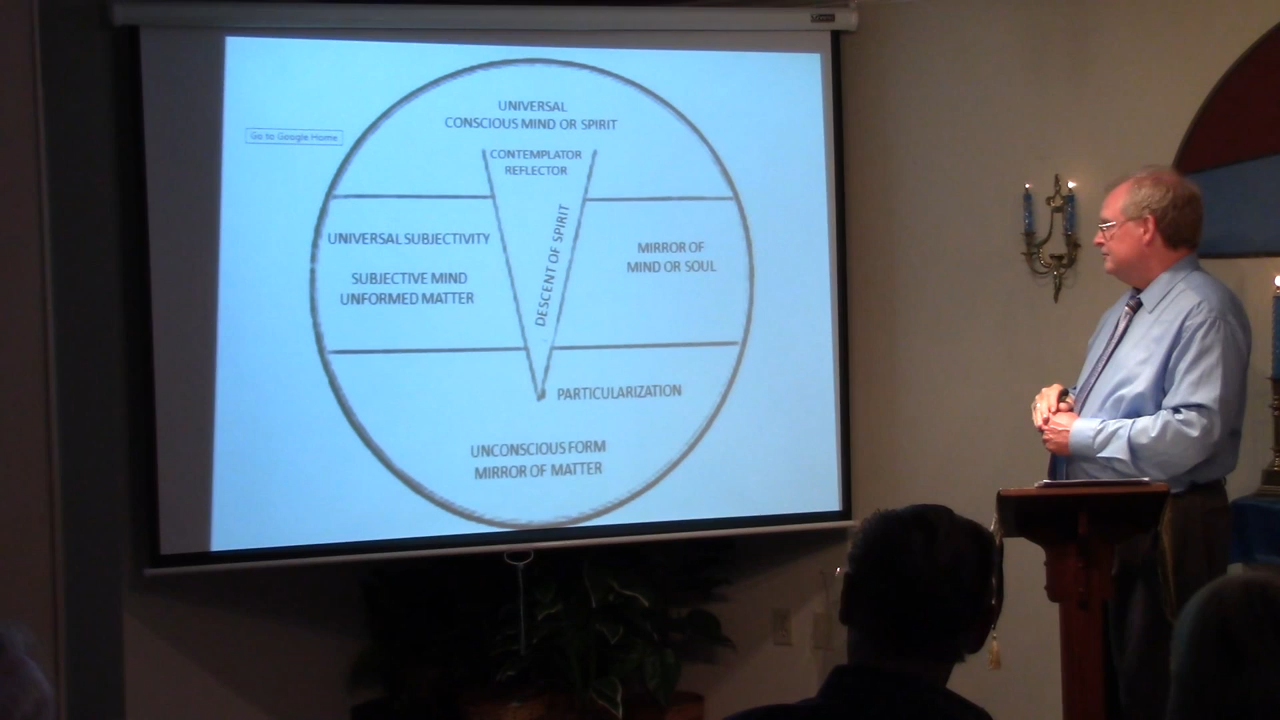 Go to Google Home
UNIVERSAL
CONSCIOUS MIND OR SPIRIT
CONTEMPLATOR
REFLECTOR
DESCENT OF SPIRIT
UNIVERSAL SUBJECTIVITY
SUBJECTIVE MIND
UNFORMED MATTER
MIRROR OF
MIND OR SOUL
PARTICULARIZATION
UNCONSCIOUS FORM
MIRROR OF MATTER